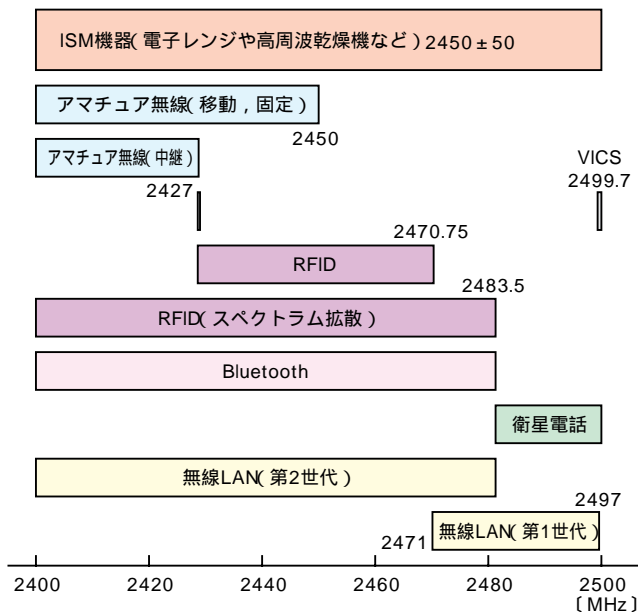 ISM機器(電子レンジや高周波乾燥機など)2450±50
アマチュア無線(移動，固定)
2450
アマチュア無線(中継)
VICS
2427
2499.7
2470.75
RFID
2483.5
RFID(スペクトラム拡散)
Bluetooth
衛星電話
無線LAN(第2世代)
2497
2471
無線LAN(第1世代)
2400 2420 2440 2460 2480 2500
〔MHz〕